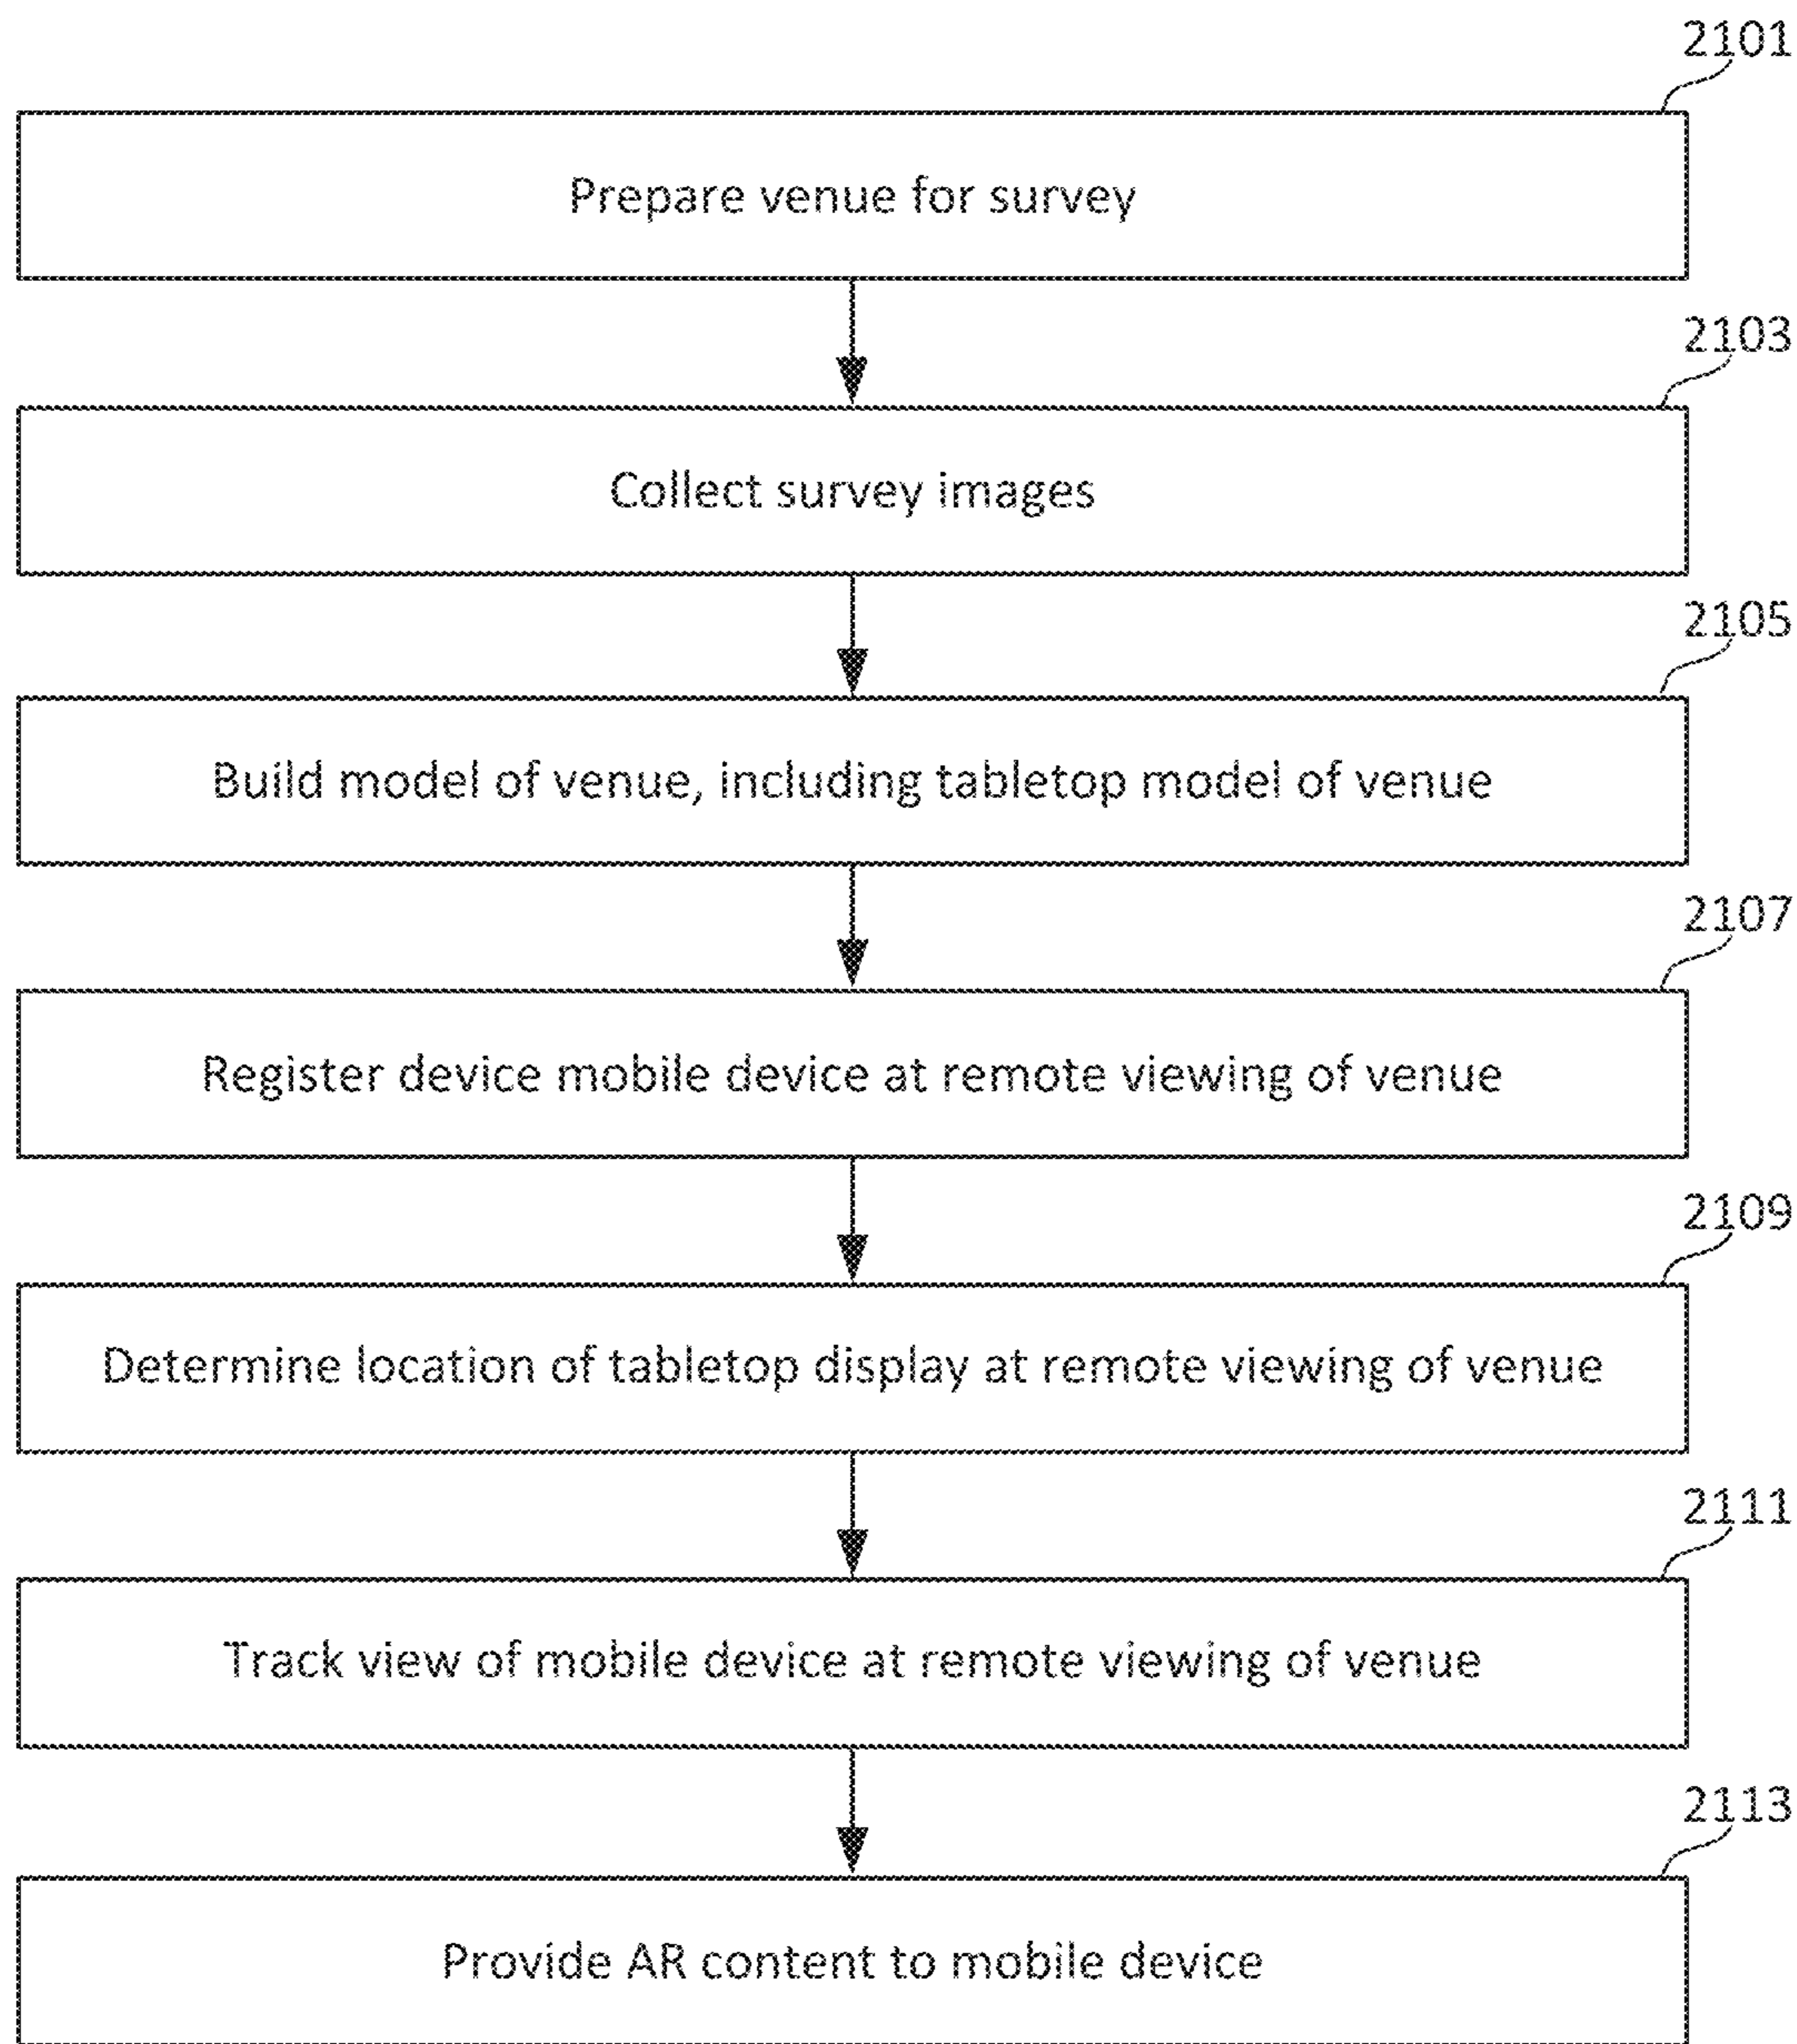 2101
Prepare venue for survey
2103
Collect survey images
2105
Build model of venue, including tabletop model of venue
2107
Register device mobile device at remote viewing of venue
2109
Determine location of tabletop display at remote viewing of venue
2111
Track view of mobile device at remote viewing of venue
2113
Provide AR content to mobile device